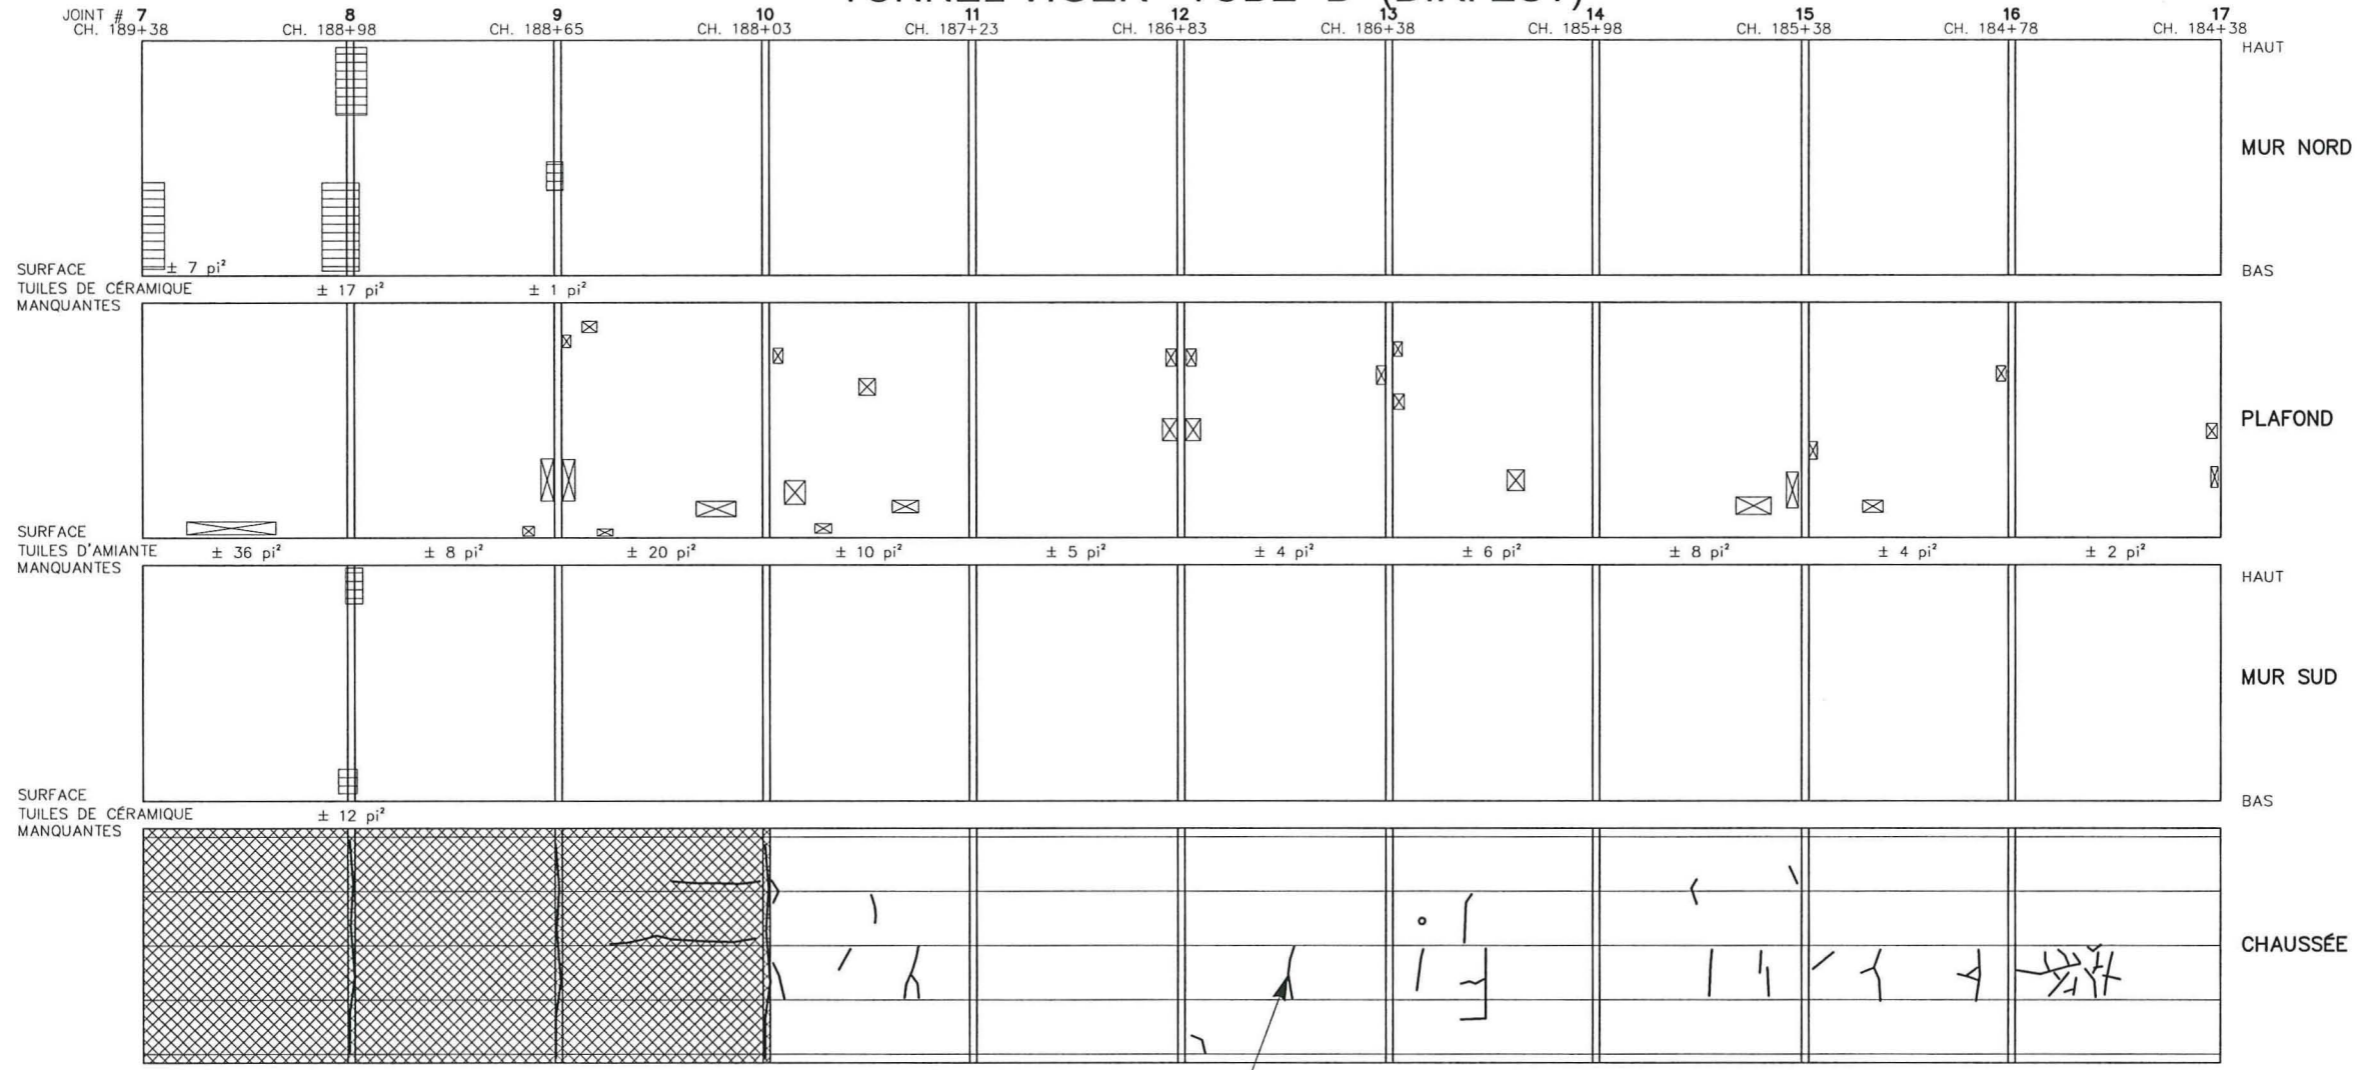 JOINT # 7 8 9 10 11 12 13 14 15 16 17
CH. 189+38 CH. 188+98 CH. 188+65 CH. 188+03 CH. 187+23 CH. 186+83 CH. 186+38 CH. 185+98 CH. 185+38 CH. 184+78 CH. 184+38
HAUT
MUR NORD
BAS
SURFACE
TUILES DE CÉRAMIQUE
MANQUANTES
± 7 pi²
± 17 pi² ± 1 pi²
PLAFOND
SURFACE
TUILES D'AMIANTE
MANQUANTES
± 36 pi² ± 8 pi² ± 20 pi² ± 10 pi² ± 5 pi² ± 4 pi² ± 6 pi² ± 8 pi² ± 4 pi² ± 2 pi²
HAUT
MUR SUD
BAS
SURFACE
TUILES DE CÉRAMIQUE
MANQUANTES
± 12 pi²
CHAUSSÉE